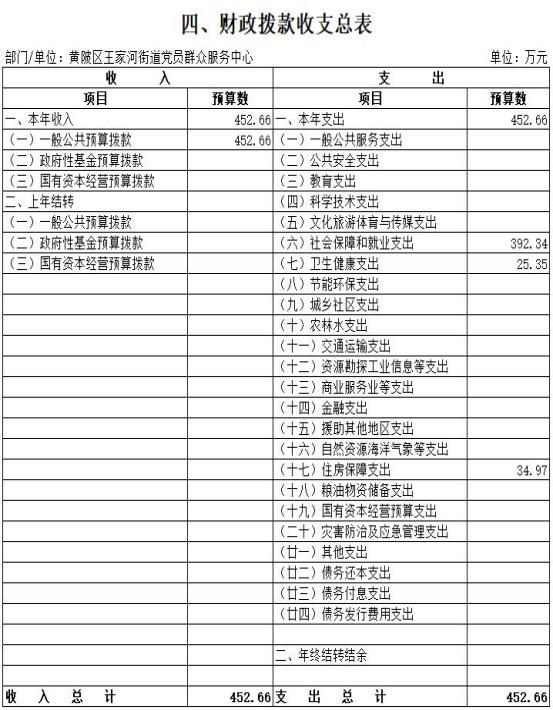 四、财政拨款收支总表
部门/单位：黄陂区王家河街道党员群众服务中心 单位：万元
收 入 支 出
项目 预算数 项目 预算数
一、本年收入 452.66 一、本年支出 452.66
（一）一般公共预算拨款 452.66 （一）一般公共服务支出
（二）政府性基金预算拨款 （二）公共安全支出
（三）国有资本经营预算拨款 （三）教育支出
二、上年结转 （四）科学技术支出
（一）一般公共预算拨款 （五）文化旅游体育与传媒支出
（二）政府性基金预算拨款 （六）社会保障和就业支出 392.34
（三）国有资本经营预算拨款 （七）卫生健康支出 25.35
（八）节能环保支出
（九）城乡社区支出
（十）农林水支出
（十一）交通运输支出
（十二）资源勘探工业信息等支出
（十三）商业服务业等支出
（十四）金融支出
（十五）援助其他地区支出
（十六）自然资源海洋气象等支出
（十七）住房保障支出 34.97
（十八）粮油物资储备支出
（十九）国有资本经营预算支出
（二十）灾害防治及应急管理支出
（廿一）其他支出
（廿二）债务还本支出
（廿三）债务付息支出
（廿四）债务发行费用支出
二、年终结转结余
收 入 总 计 452.66 支 出 总 计 452.66